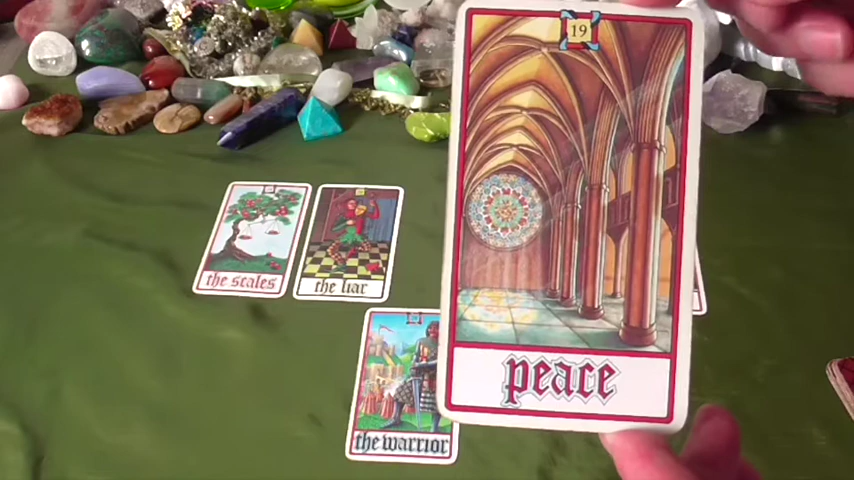 19
peace
the scales
the liar
the warrior